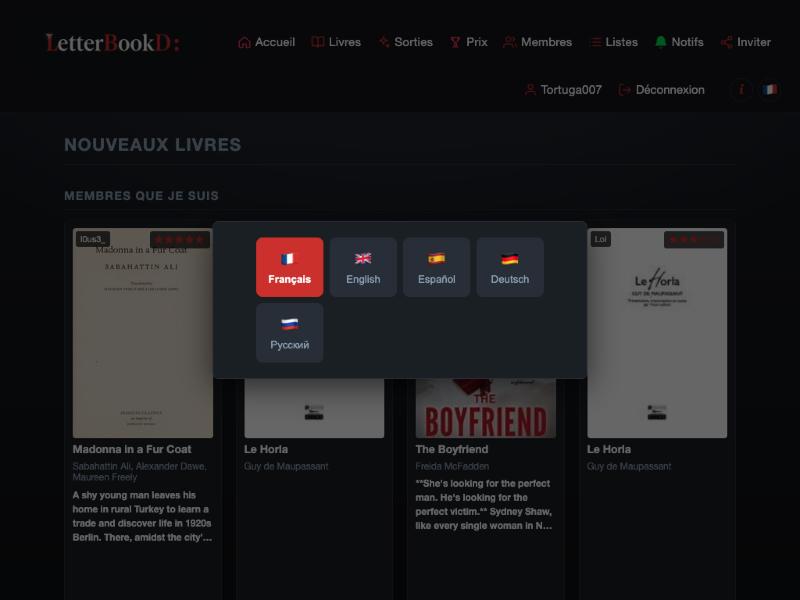 LetterBookD:
Accueil
Livres
Sorties
Prix
Membres
Listes
Notifs
Inviter
Tortuga007
Déconnexion
i
NOUVEAUX LIVRES
MEMBRES QUE JE SUIS
l0us3_
Madonna in a Fur Coat
SABAHATTIN ALI
Français
English
Español
Deutsch
Русский
Loi
Le Horla
GUY DE MAUPASSANT
THE
BOYFRIEND
Madonna in a Fur Coat
Sabahattin Ali, Alexander Dawe,
Maureen Freely
A shy young man leaves his
home in rural Turkey to learn a
trade and discover life in 1920s
Berlin. There, amidst the city'...
Le Horla
Guy de Maupassant
The Boyfriend
Freida McFadden
**She's looking for the perfect
man. He's looking for the
perfect victim.** Sydney Shaw,
like every single woman in N...
Le Horla
Guy de Maupassant